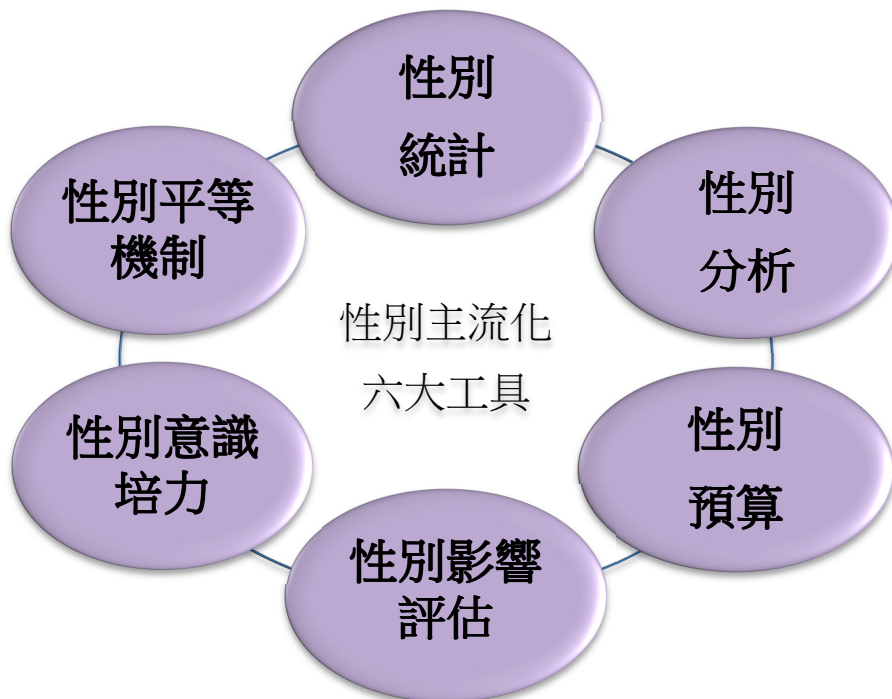 性別
統計
性別
分析
性別
預算
性別影響
評估
性別意識
培力
性別平等
機制
性別主流化
六大工具